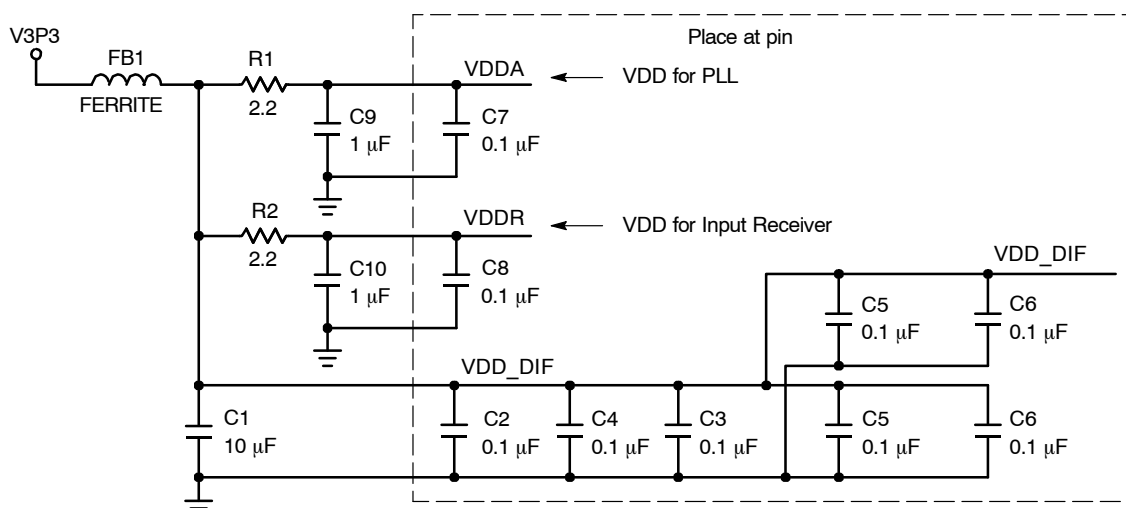 Place at pin
V3P3
FB1
FERRITE
R1
2.2
VDDA
VDD for PLL
C9
1 μF
C7
0.1 μF
R2
2.2
VDDR
VDD for Input Receiver
C10
1 μF
C8
0.1 μF
VDD_DIF
C5
0.1 μF
C6
0.1 μF
VDD_DIF
C1
10 μF
C2
0.1 μF
C4
0.1 μF
C3
0.1 μF
C5
0.1 μF
C6
0.1 μF